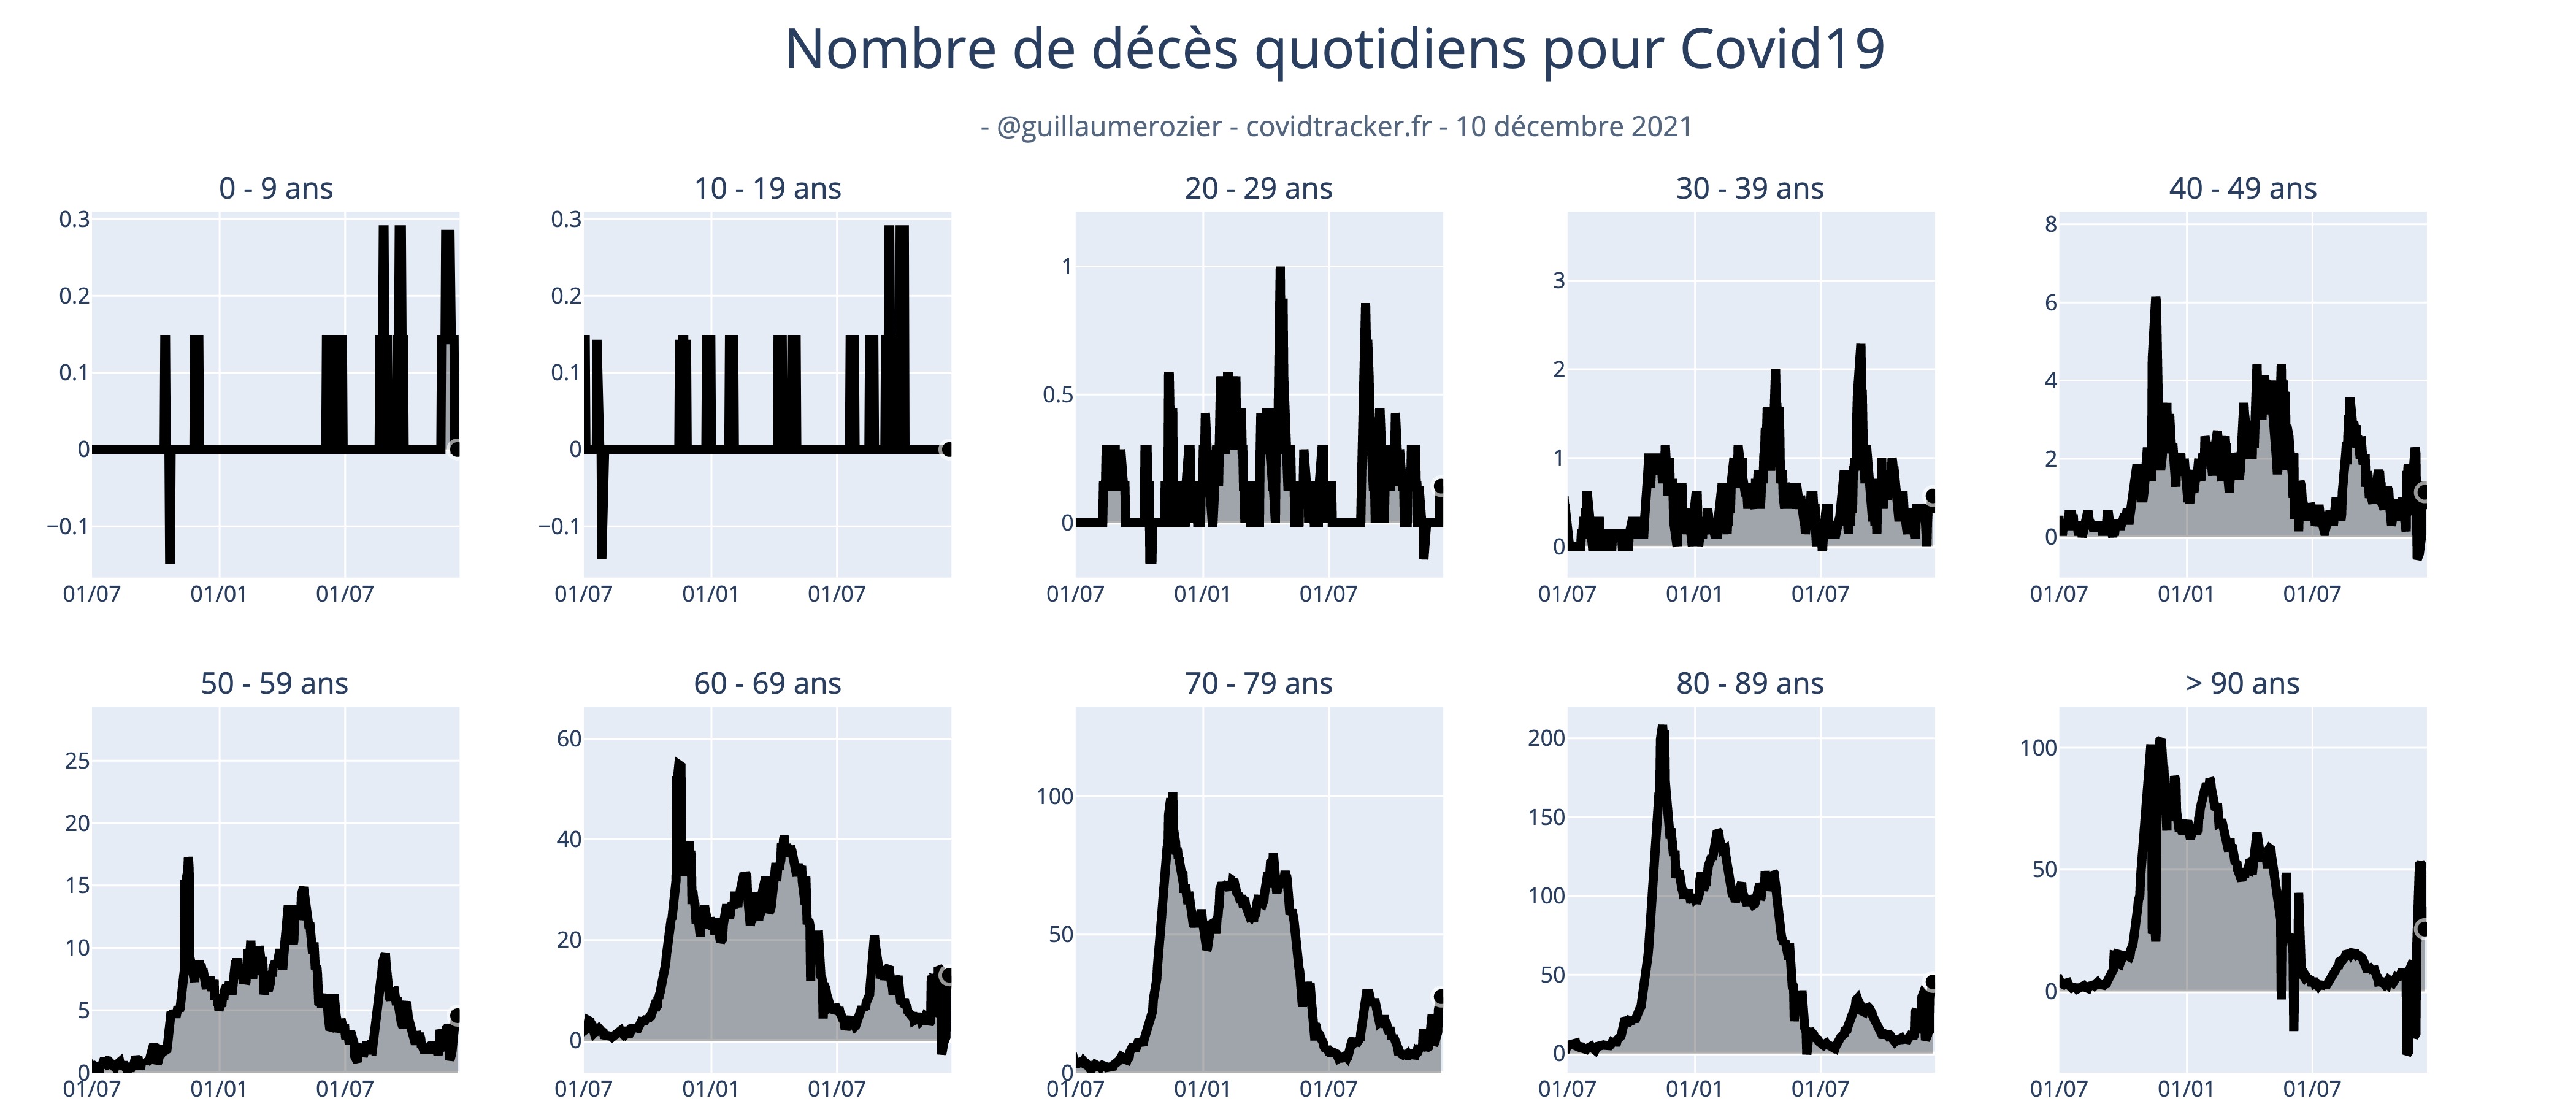 Nombre de décès quotidiens pour Covid19
- @guillaumerozier - covidtracker.fr - 10 décembre 2021
0 - 9 ans
0.3
0.2
0.1
0
−0.1
01/07 01/01 01/07
10 - 19 ans
0.3
0.2
0.1
0
−0.1
01/07 01/01 01/07
20 - 29 ans
1
0.5
0
01/07 01/01 01/07
30 - 39 ans
3
2
1
0
01/07 01/01 01/07
40 - 49 ans
8
6
4
2
0
01/07 01/01 01/07
50 - 59 ans
25
20
15
10
5
0
01/07 01/01 01/07
60 - 69 ans
60
40
20
0
01/07 01/01 01/07
70 - 79 ans
100
50
0
01/07 01/01 01/07
80 - 89 ans
200
150
100
50
0
01/07 01/01 01/07
> 90 ans
100
50
0
01/07 01/01 01/07